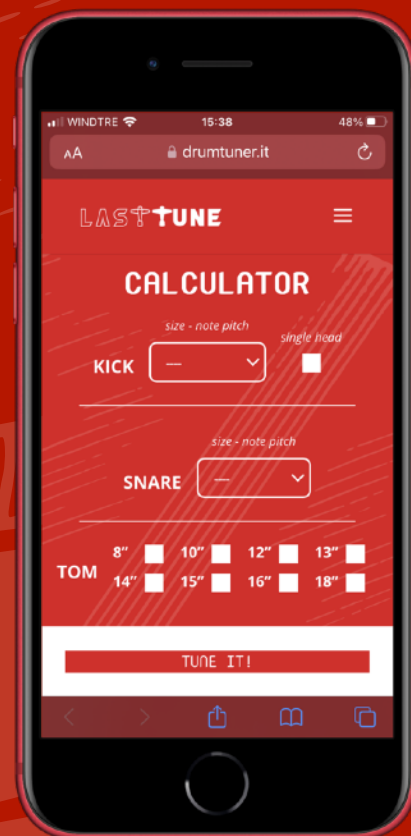 WINDTRE 15:38 48%
AA drumtuner.it
LASTTUNE
CALCULATOR
size - note pitch
single head
KICK ---
size - note pitch
SNARE ---
8" 10" 12" 13"
TOM
14" 15" 16" 18"
TUNE IT!